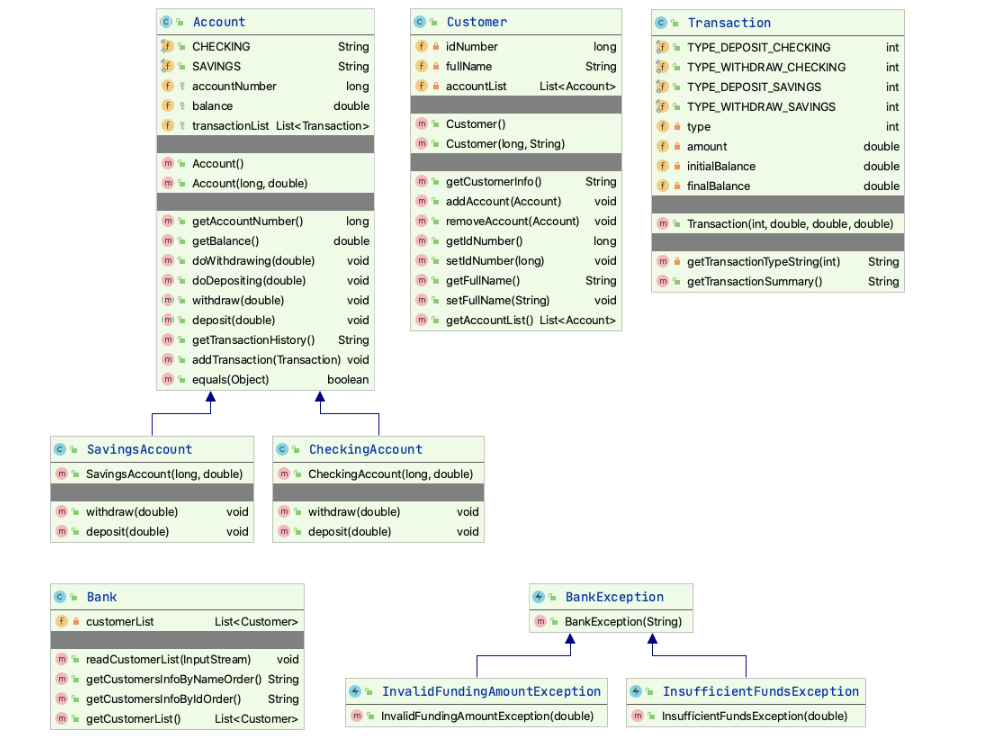 Account
CHECKING String
SAVINGS String
accountNumber long
balance double
transactionList List<Transaction>
Account()
Account(long, double)
getAccountNumber() long
getBalance() double
doWithdrawing(double) void
doDepositing(double) void
withdraw(double) void
deposit(double) void
getTransactionHistory() String
addTransaction(Transaction) void
equals(Object) boolean
Customer
idNumber long
fullName String
accountList List<Account>
Customer()
Customer(long, String)
getCustomerInfo() String
addAccount(Account) void
removeAccount(Account) void
getIdNumber() long
setIdNumber(long) void
getFullName() String
setFullName(String) void
getAccountList() List<Account>
Transaction
TYPE_DEPOSIT_CHECKING int
TYPE_WITHDRAW_CHECKING int
TYPE_DEPOSIT_SAVINGS int
TYPE_WITHDRAW_SAVINGS int
type int
amount double
initialBalance double
finalBalance double
Transaction(int, double, double, double)
getTransactionTypeString(int) String
getTransactionSummary() String
SavingsAccount
SavingsAccount(long, double)
withdraw(double) void
deposit(double) void
CheckingAccount
CheckingAccount(long, double)
withdraw(double) void
deposit(double) void
Bank
customerList List<Customer>
readCustomerList(InputStream) void
getCustomersInfoByNameOrder() String
getCustomersInfoByIdOrder() String
getCustomerList() List<Customer>
BankException
BankException(String)
InvalidFundingAmountException
InvalidFundingAmountException(double)
InsufficientFundsException
InsufficientFundsException(double)